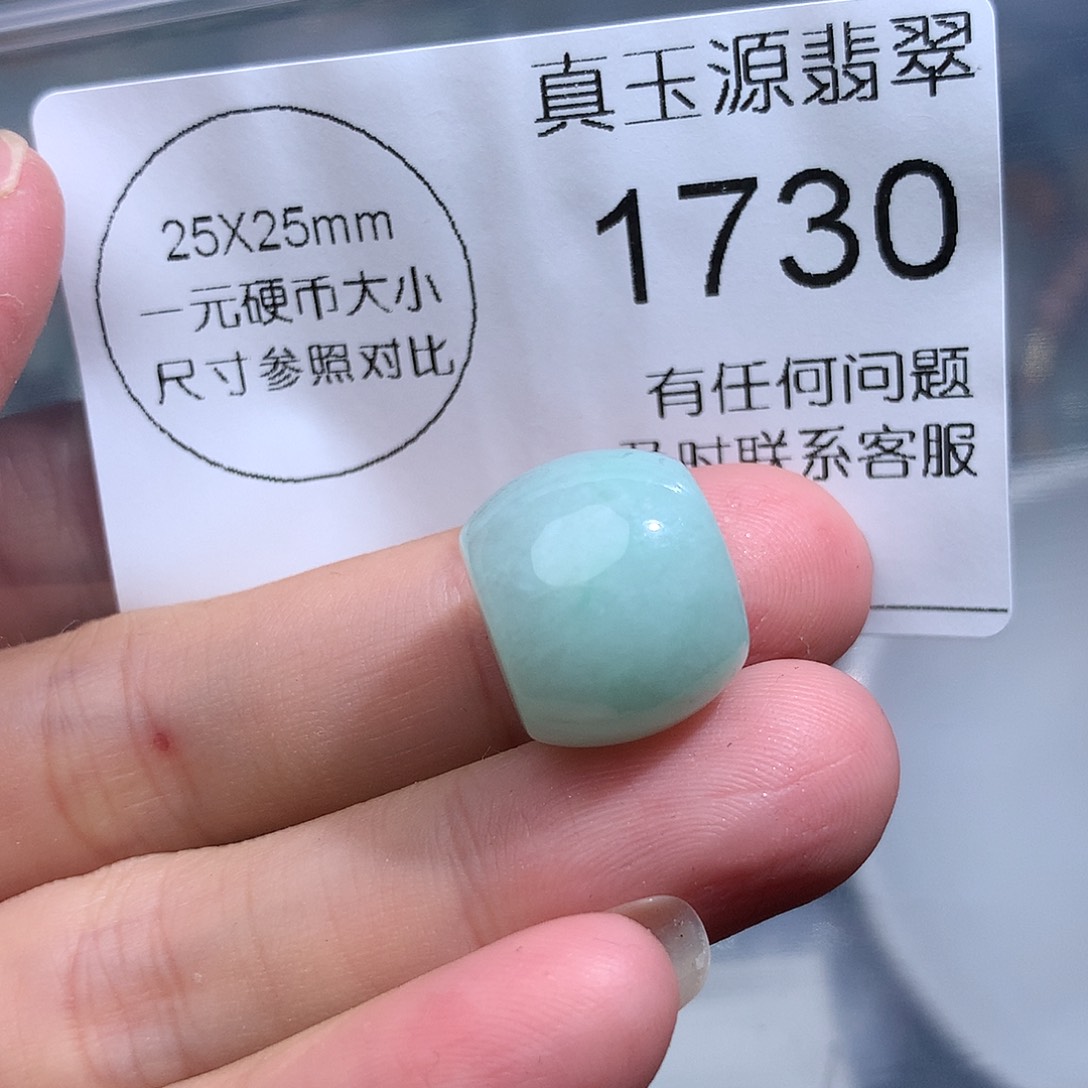 真玉源翡翠
1730
25X25mm
一元硬币大小
尺寸参照对比
有任何问题
及时联系客服